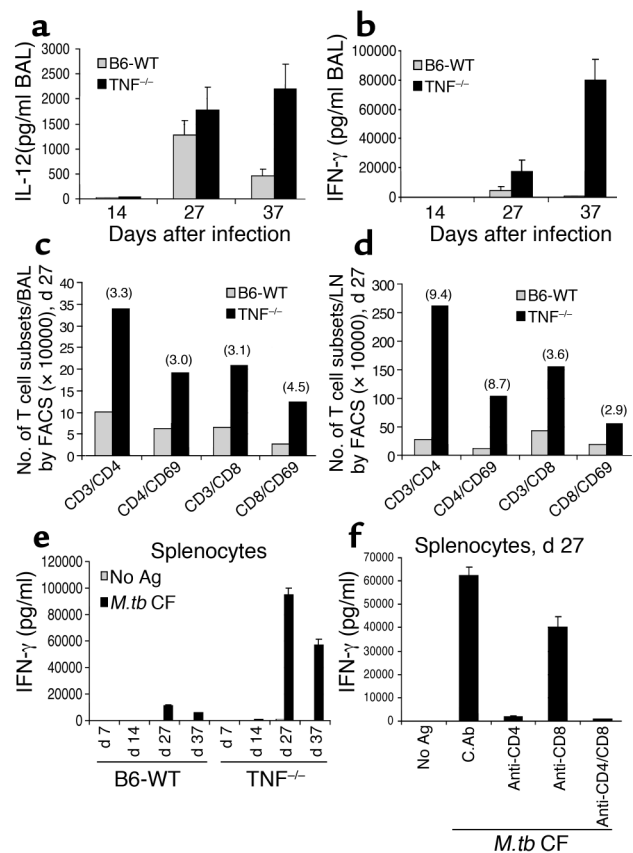 a
IL-12(pg/ml BAL)
3000
2500
2000
1500
1000
500
0
B6-WT
TNF–/–
14 27 37
Days after infection
b
IFN-γ (pg/ml BAL)
100000
80000
60000
40000
20000
0
B6-WT
TNF–/–
14 27 37
Days after infection
c
No. of T cell subsets/BAL
by FACS (× 10000), d 27
40
35
30
25
20
15
10
5
0
B6-WT
TNF–/–
(3.3)
(3.0)
(3.1)
(4.5)
CD3/CD4
CD4/CD69
CD3/CD8
CD8/CD69
d
No. of T cell subsets/LN
by FACS (× 10000), d 27
300
250
200
150
100
50
0
B6-WT
TNF–/–
(9.4)
(8.7)
(3.6)
(2.9)
CD3/CD4
CD4/CD69
CD3/CD8
CD8/CD69
e
Splenocytes
IFN-γ (pg/ml)
120000
100000
80000
60000
40000
20000
0
No Ag
M.tb CF
d 7
d 14
d 27
d 37
d 7
d 14
d 27
d 37
B6-WT TNF–/–
f
Splenocytes, d 27
IFN-γ (pg/ml)
70000
60000
50000
40000
30000
20000
10000
0
No Ag
C.Ab
Anti-CD4
Anti-CD8
Anti-CD4/CD8
M.tb CF